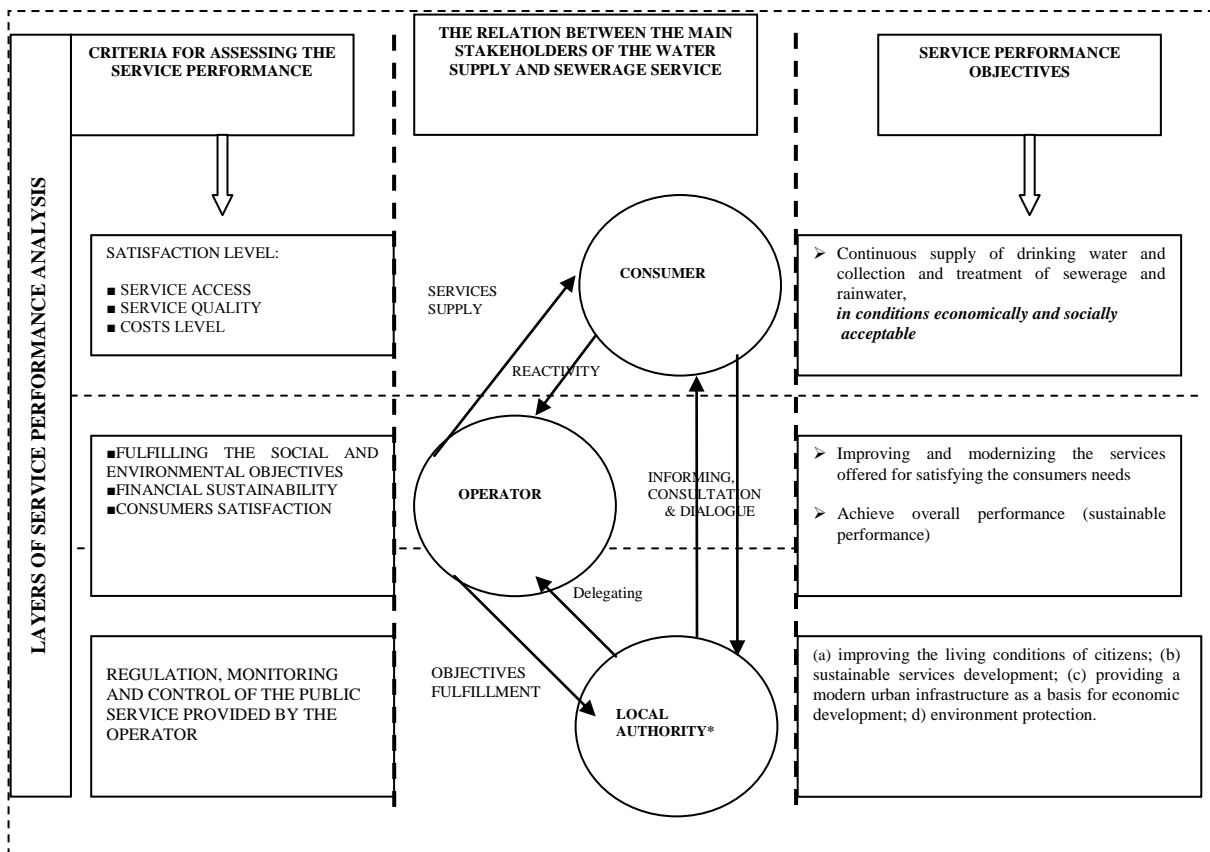 LAYERS OF SERVICE PERFORMANCE ANALYSIS
CRITERIA FOR ASSESSING THE
SERVICE PERFORMANCE
THE RELATION BETWEEN THE MAIN
STAKEHOLDERS OF THE WATER
SUPPLY AND SEWERAGE SERVICE
SERVICE PERFORMANCE
OBJECTIVES
SATISFACTION LEVEL:
■ SERVICE ACCESS
■ SERVICE QUALITY
■ COSTS LEVEL
SERVICES
SUPPLY
CONSUMER
REACTIVITY
➢ Continuous supply of drinking water and
collection and treatment of sewerage and
rainwater,
in conditions economically and socially
acceptable
■FULFILLING THE SOCIAL AND
ENVIRONMENTAL OBJECTIVES
■FINANCIAL SUSTAINABILITY
■CONSUMERS SATISFACTION
OPERATOR
INFORMING,
CONSULTATION
& DIALOGUE
➢ Improving and modernizing the services
offered for satisfying the consumers needs
➢ Achieve overall performance (sustainable
performance)
Delegating
REGULATION, MONITORING
AND CONTROL OF THE PUBLIC
SERVICE PROVIDED BY THE
OPERATOR
OBJECTIVES
FULFILLMENT
LOCAL
AUTHORITY*
(a) improving the living conditions of citizens; (b)
sustainable services development; (c) providing a
modern urban infrastructure as a basis for economic
development; d) environment protection.